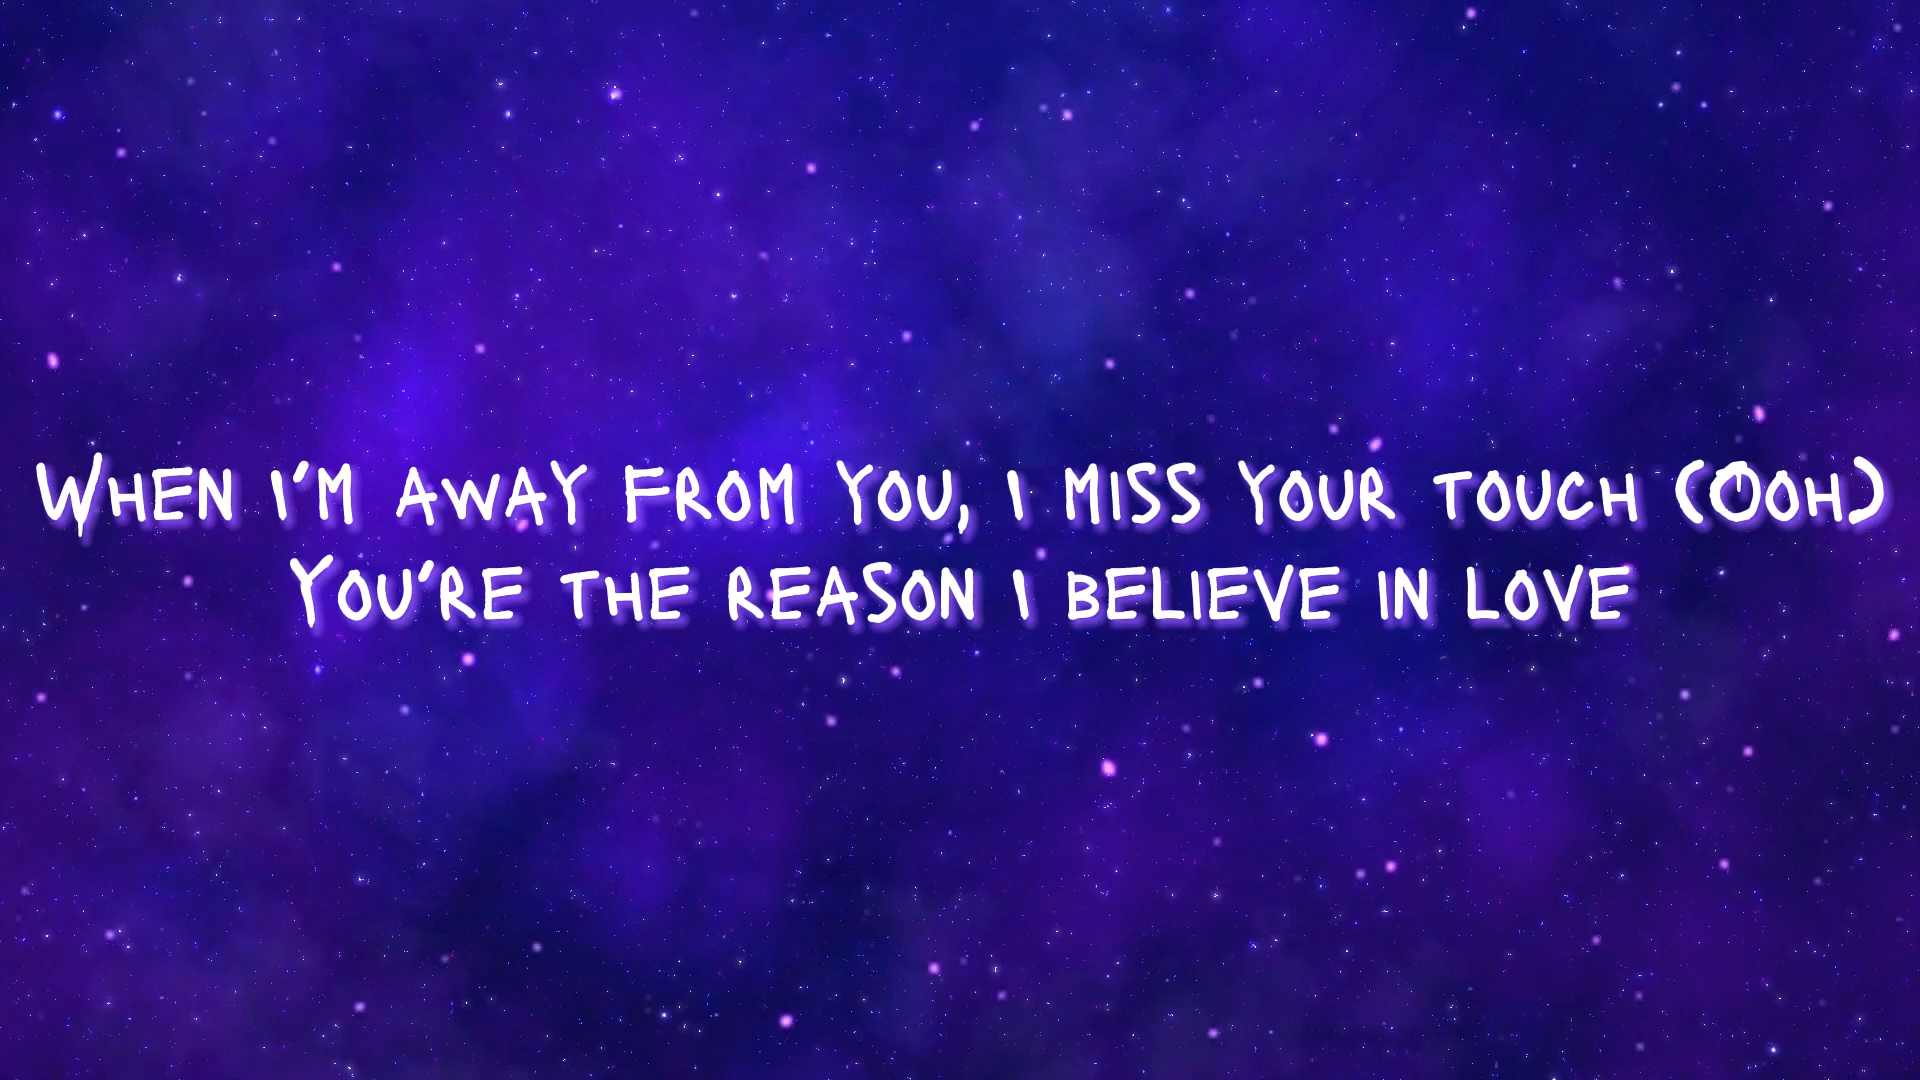 When I'm away from you, I miss your touch (Ooh)
You're the reason I believe in love